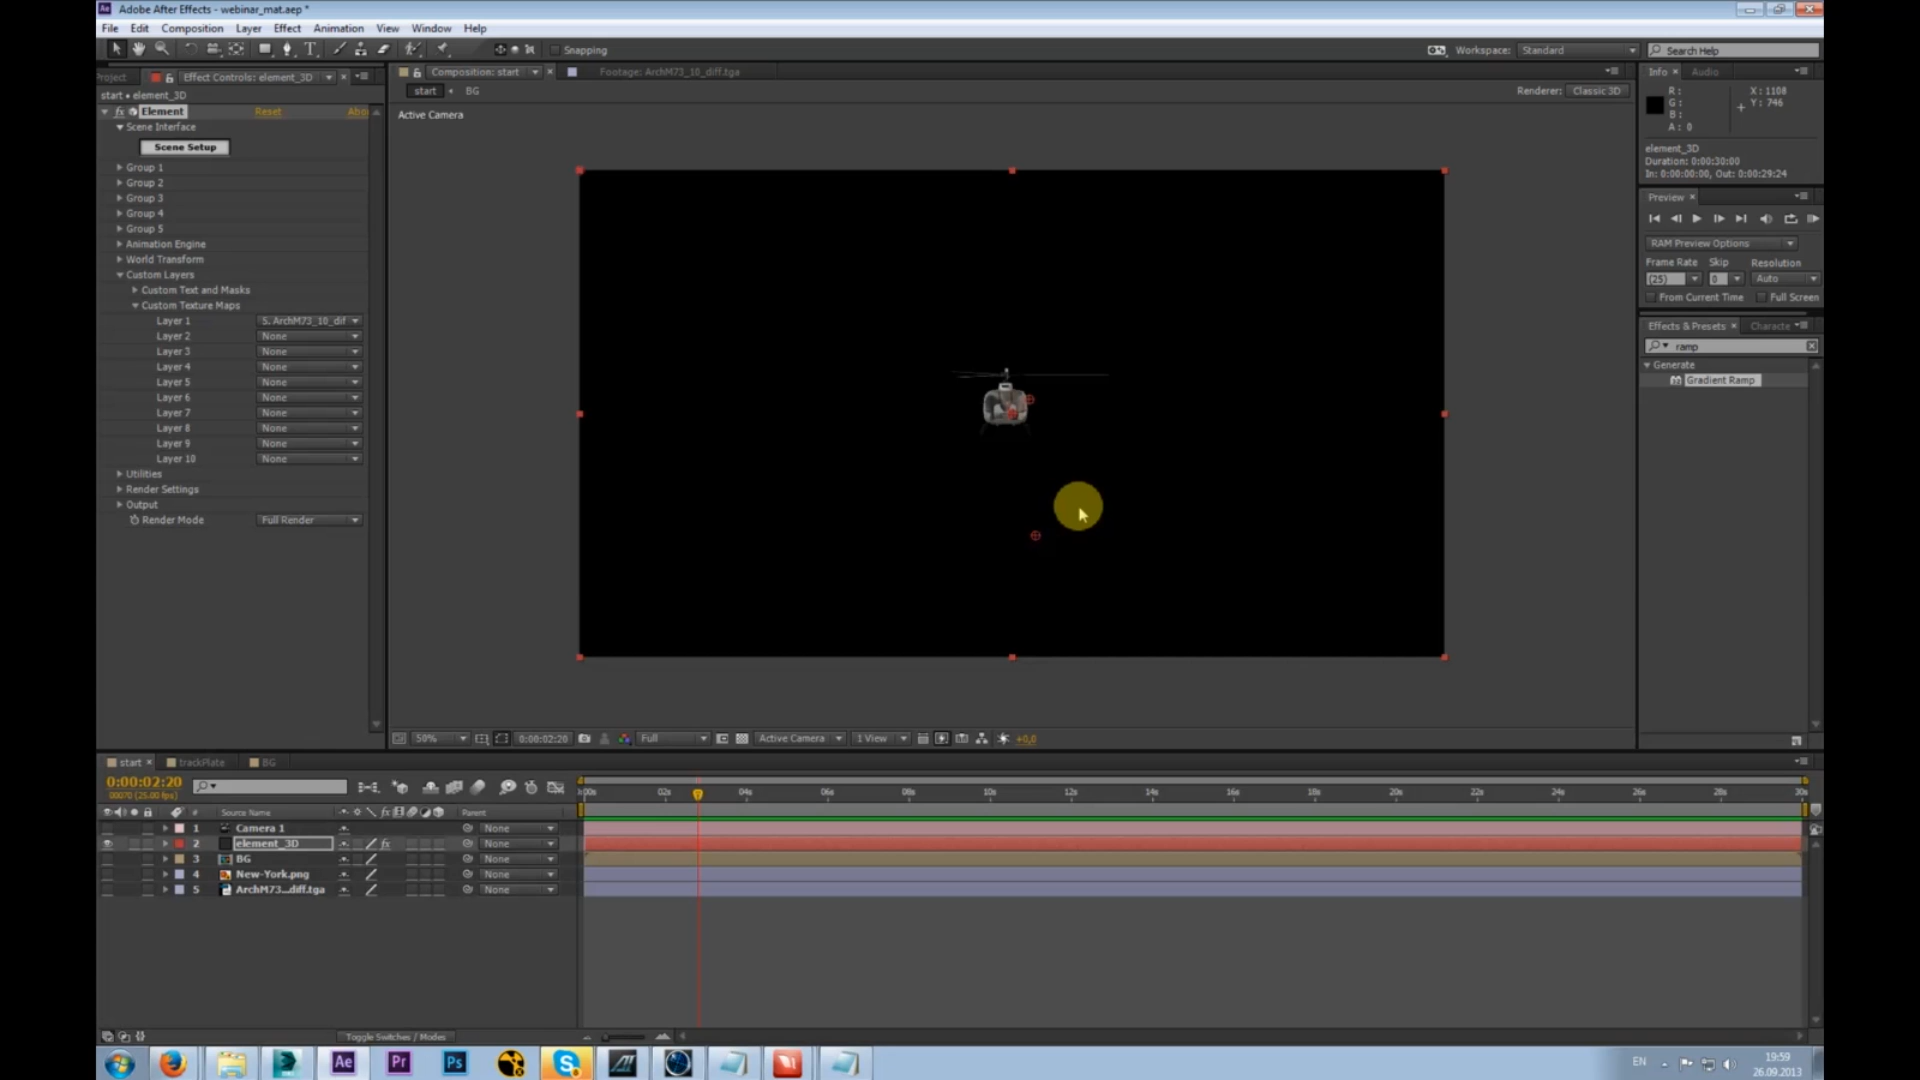 Adobe After Effects - webinar_mat.aep *
File Edit Composition Layer Effect Animation View Window Help
Snapping
Workspace: Standard
Search Help
Project
Effect Controls: element_3D
Composition: start
Footage: ArchM73_10_diff.tga
Info Audio
start • element_3D
start BG
Renderer: Classic 3D
R: X: 1108
G: Y: 746
B:
A: 0
Element Reset Abo
Active Camera
Scene Interface
Scene Setup
Group 1
Group 2
Group 3
Group 4
Group 5
Animation Engine
World Transform
Custom Layers
Custom Text and Masks
Custom Texture Maps
Layer 1 5. ArchM73_10_dif
Layer 2 None
Layer 3 None
Layer 4 None
Layer 5 None
Layer 6 None
Layer 7 None
Layer 8 None
Layer 9 None
Layer 10 None
Utilities
Render Settings
Output
Render Mode Full Render
element_3D
Duration: 0:00:30:00
In: 0:00:00:00, Out: 0:00:29:24
Preview
RAM Preview Options
Frame Rate Skip Resolution
(25) 0 Auto
From Current Time Full Screen
Effects & Presets Characte
ramp
Generate
Gradient Ramp
50% 0:00:02:20 Full Active Camera 1 View +0,0
start trackPlate BG
0:00:02:20
00070 (25.00 fps)
:00s 02s 04s 06s 08s 10s 12s 14s 16s 18s 20s 22s 24s 26s 28s 30s
# Source Name Parent
1 Camera 1 None
2 element_3D None
3 BG None
4 New-York.png None
5 ArchM73...diff.tga None
Toggle Switches / Modes
Ae Pr Ps
EN
19:59
26.09.2013